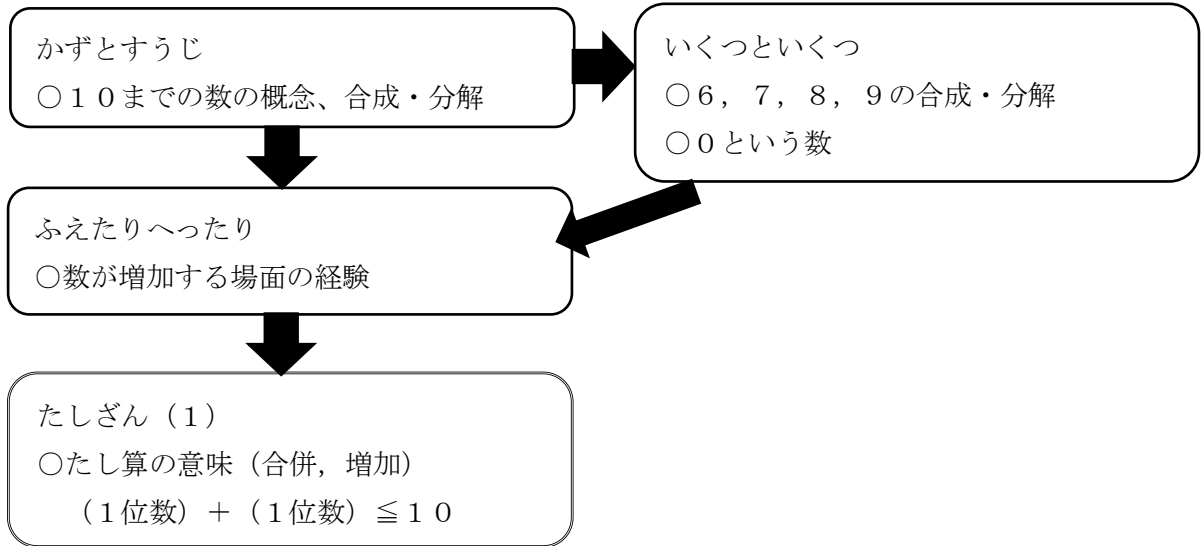 かずとすうじ
○１０までの数の概念、合成・分解
いくつといくつ
○６，７，８，９の合成・分解
○０という数
ふえたりへったり
○数が増加する場面の経験
たしざん（１）
○たし算の意味（合併，増加）
（１位数）＋（１位数）≦１０